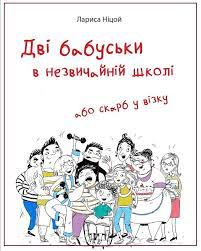 Лариса Ніцой
Дві бабуськи
в незвичайній школі
або скарб у візку